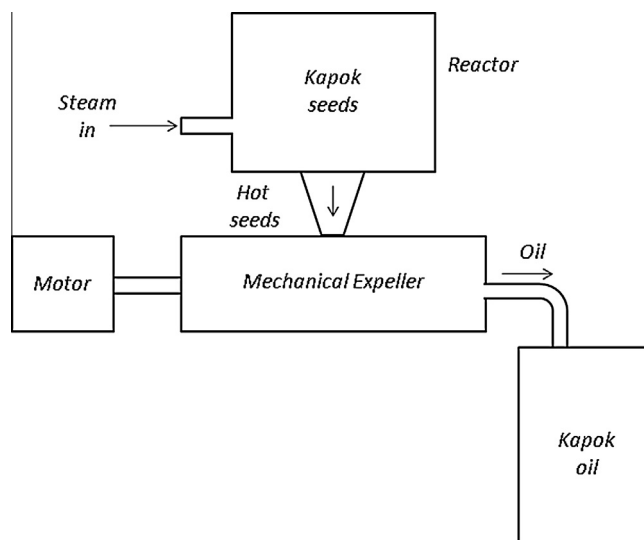 Kapok
seeds
Reactor
Steam
in
Hot
seeds
Motor
Mechanical Expeller
Oil
Kapok
oil